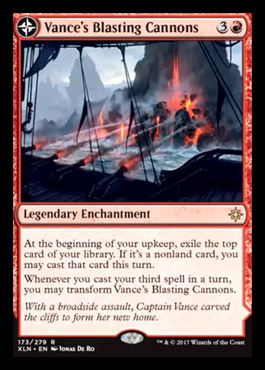 Vance's Blasting Cannons 3
Legendary Enchantment
At the beginning of your upkeep, exile the top
card of your library. If it's a nonland card, you
may cast that card this turn.
Whenever you cast your third spell in a turn,
you may transform Vance's Blasting Cannons.
With a broadside assault, Captain Vance carved
the cliffs to form her new home.
173/279 R
XLN • EN Jonas De Ro
™ & © 2017 Wizards of the Coast